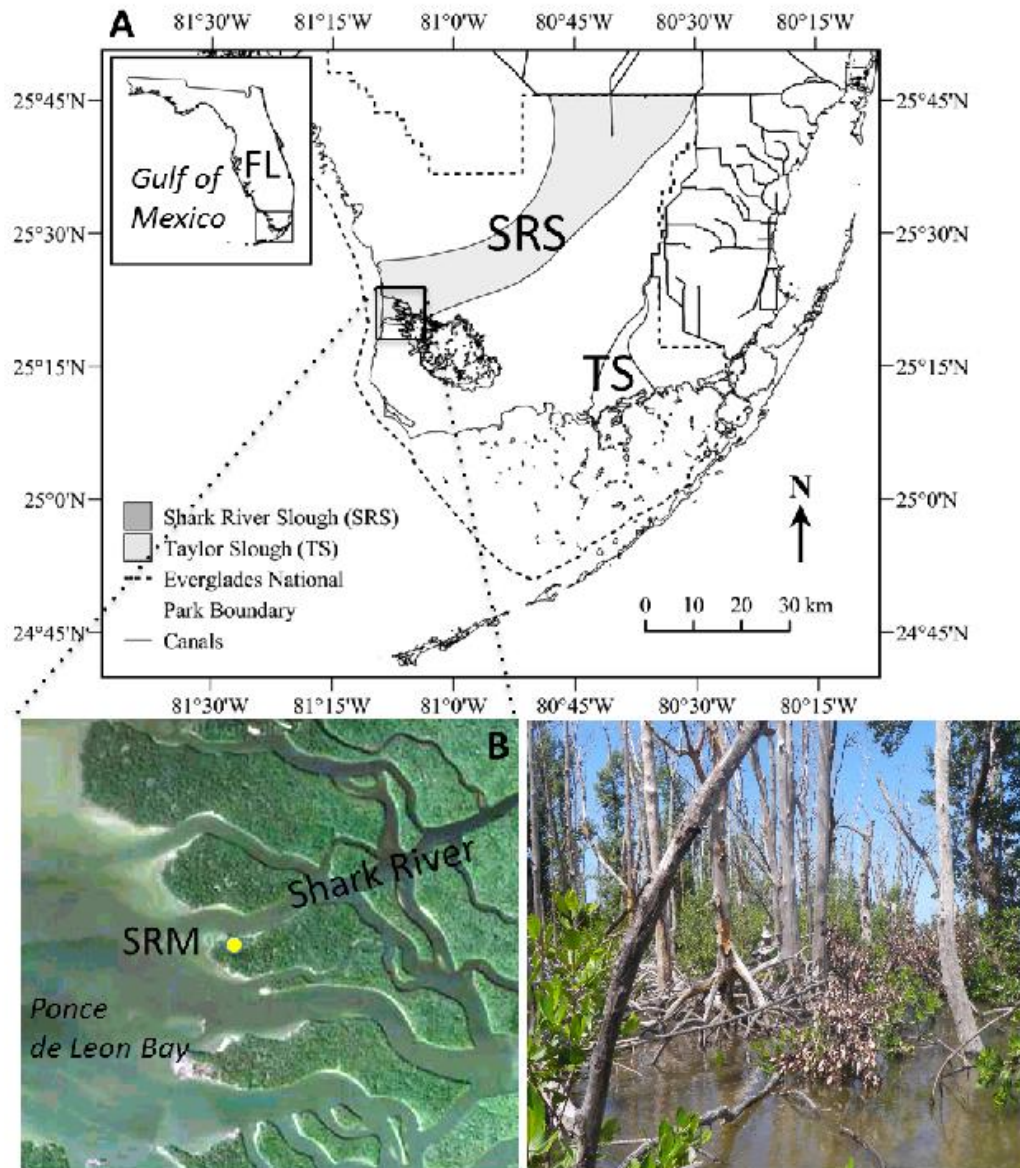 A
81°30'W 81°15'W 81°0'W 80°45'W 80°30'W 80°15'W
25°45'N 25°45'N
FL
Gulf of
Mexico
SRS
25°30'N 25°30'N
25°15'N 25°15'N
TS
25°0'N 25°0'N
N
Shark River Slough (SRS)
Taylor Slough (TS)
Everglades National
Park Boundary
Canals
0 10 20 30 km
24°45'N 24°45'N
81°30'W 81°15'W 81°0'W 80°45'W 80°30'W 80°15'W
B
Shark River
SRM
Ponce
de Leon Bay